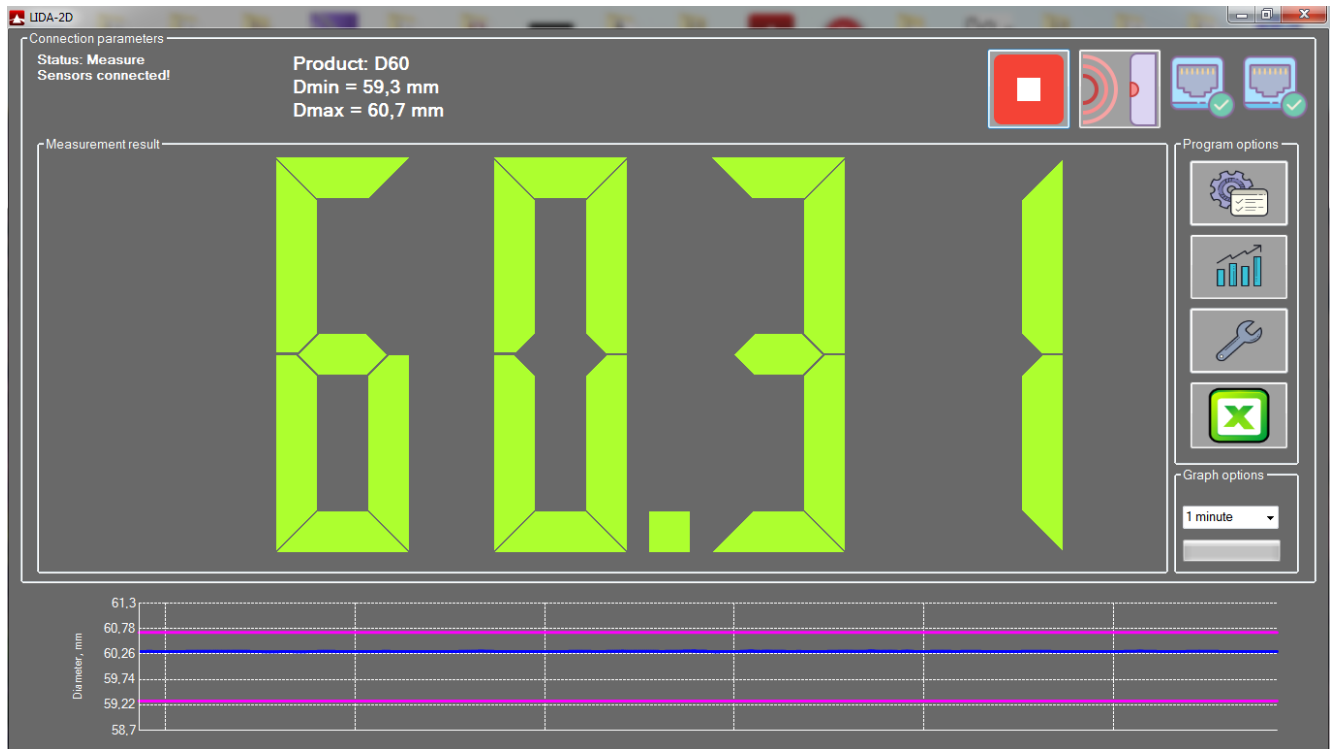 LIDA-2D
Connection parameters
Status: Measure
Sensors connected!
Product: D60
Dmin = 59,3 mm
Dmax = 60,7 mm
Measurement result
60.31
Program options
Graph options
1 minute
Diameter, mm
61,3
60,78
60,26
59,74
59,22
58,7